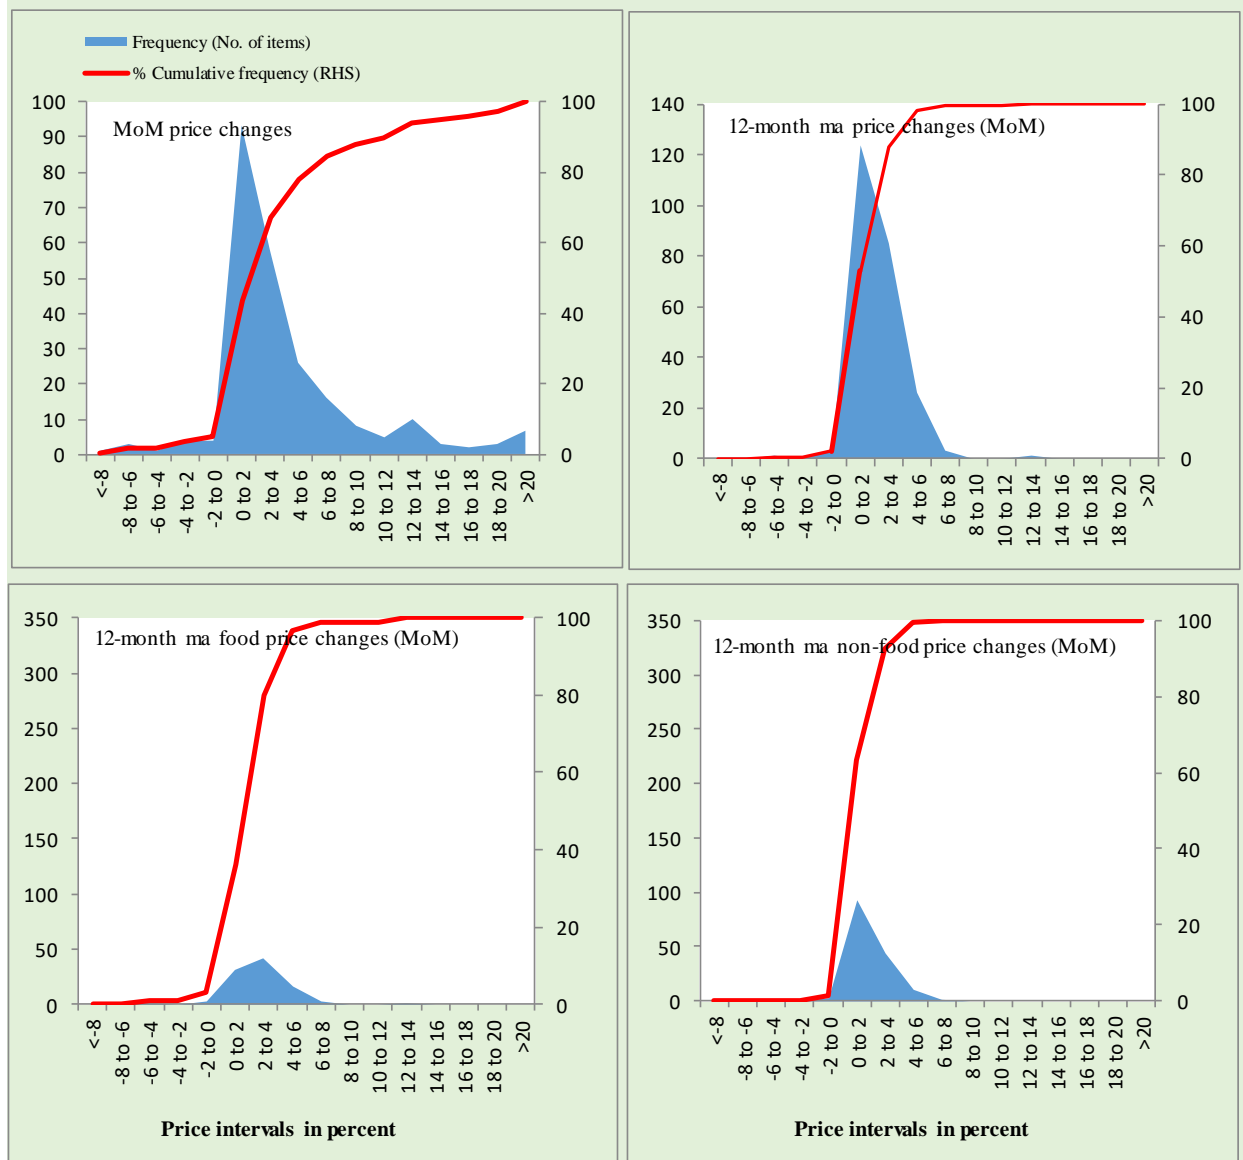 Frequency (No. of items)
% Cumulative frequency (RHS)
MoM price changes
100
90
80
70
60
50
40
30
20
10
0
100
80
60
40
20
0
<-8
-8 to -6
-6 to -4
-4 to -2
-2 to 0
0 to 2
2 to 4
4 to 6
6 to 8
8 to 10
10 to 12
12 to 14
14 to 16
16 to 18
18 to 20
>20
12-month ma price changes (MoM)
140
120
100
80
60
40
20
0
100
80
60
40
20
0
<-8
-8 to -6
-6 to -4
-4 to -2
-2 to 0
0 to 2
2 to 4
4 to 6
6 to 8
8 to 10
10 to 12
12 to 14
14 to 16
16 to 18
18 to 20
>20
12-month ma food price changes (MoM)
350
300
250
200
150
100
50
0
100
80
60
40
20
0
<-8
-8 to -6
-6 to -4
-4 to -2
-2 to 0
0 to 2
2 to 4
4 to 6
6 to 8
8 to 10
10 to 12
12 to 14
14 to 16
16 to 18
18 to 20
>20
Price intervals in percent
12-month ma non-food price changes (MoM)
350
300
250
200
150
100
50
0
100
80
60
40
20
0
<-8
-8 to -6
-6 to -4
-4 to -2
-2 to 0
0 to 2
2 to 4
4 to 6
6 to 8
8 to 10
10 to 12
12 to 14
14 to 16
16 to 18
18 to 20
>20
Price intervals in percent